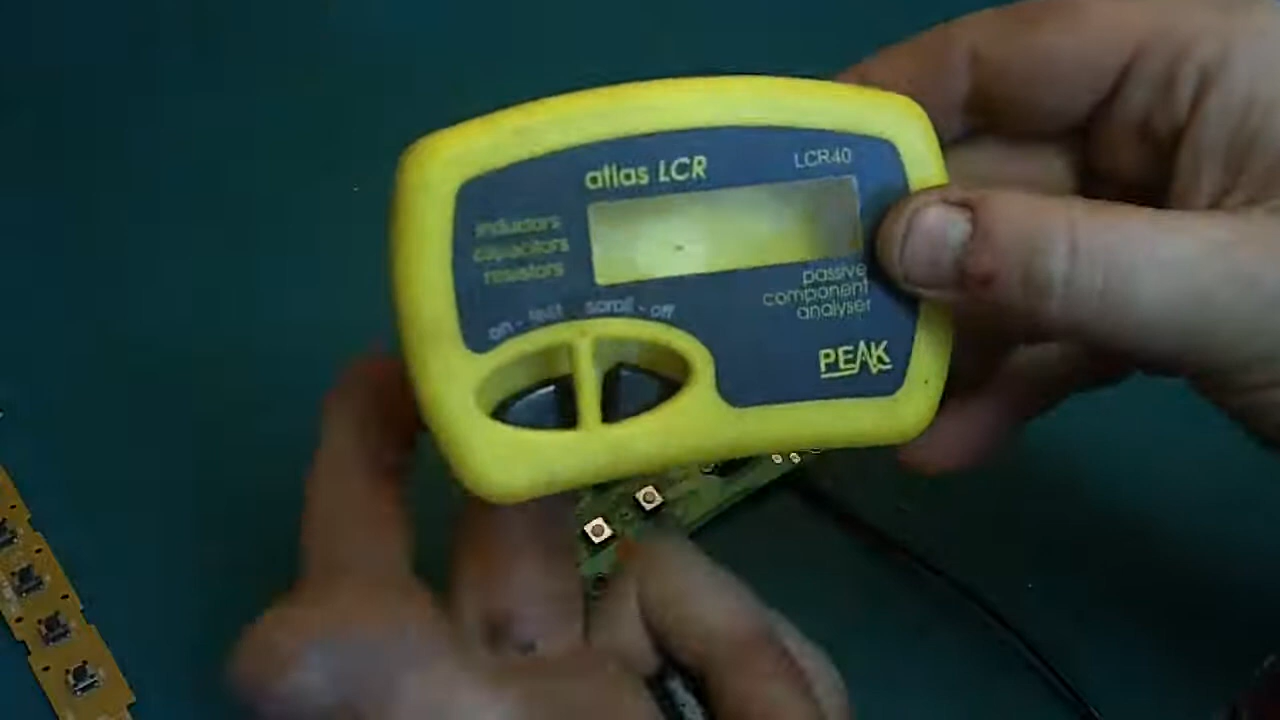 atlas LCR
LCR40
inductors
capacitors
resistors
on - test
scroll - off
passive
component
analyser
PEAK